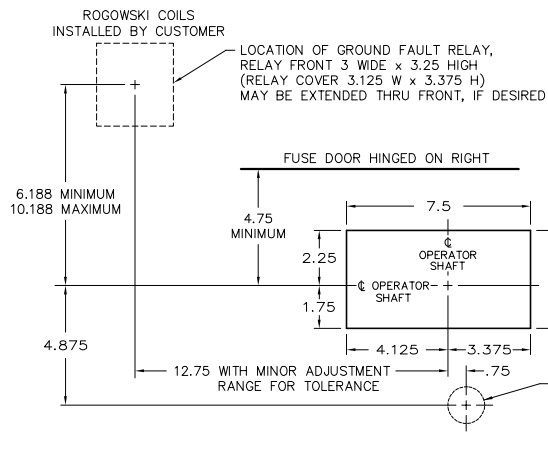 ROGOWSKI COILS
INSTALLED BY CUSTOMER
LOCATION OF GROUND FAULT RELAY,
RELAY FRONT 3 WIDE x 3.25 HIGH
(RELAY COVER 3.125 W x 3.375 H)
MAY BE EXTENDED THRU FRONT, IF DESIRED
FUSE DOOR HINGED ON RIGHT
6.188 MINIMUM
10.188 MAXIMUM
4.75
MINIMUM
7.5
2.25
℄
OPERATOR
SHAFT
℄ OPERATOR
SHAFT
1.75
4.875
4.125
3.375
12.75 WITH MINOR ADJUSTMENT
RANGE FOR TOLERANCE
.75